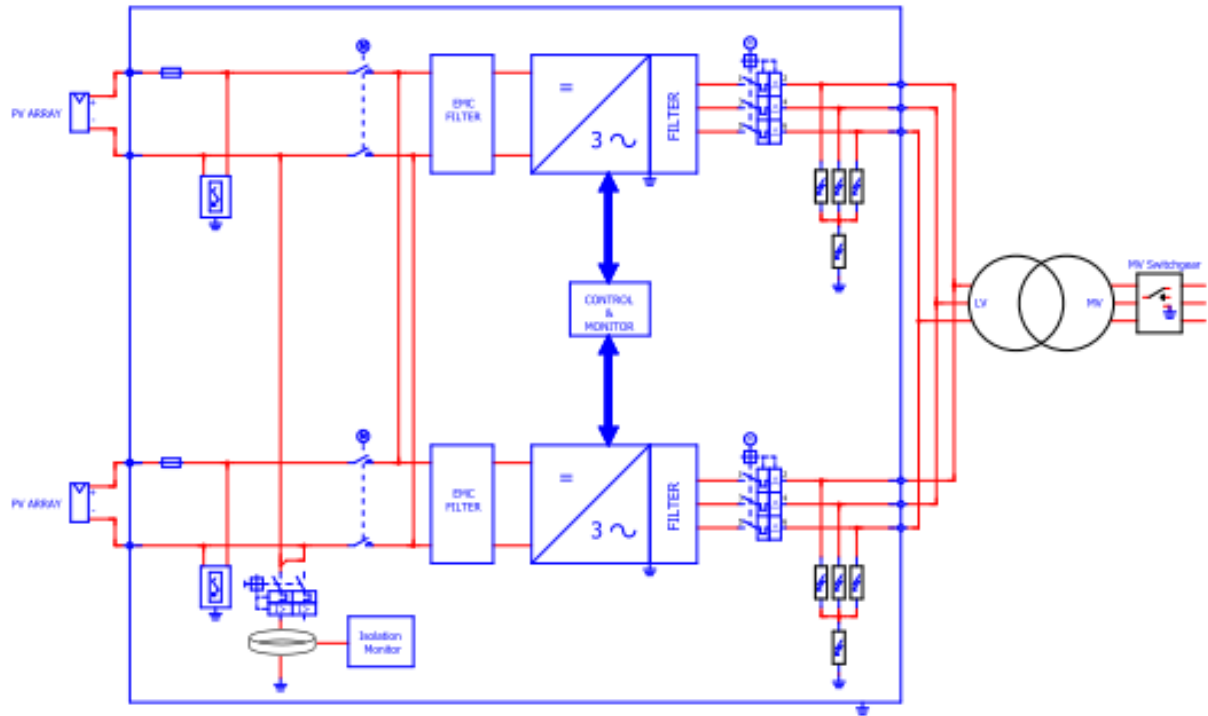 PV ARRAY
+
-
M
EMC
FILTER
=
3
FILTER
LV
MV
MV Switchgear
CONTROL
&
MONITOR
PV ARRAY
+
-
M
EMC
FILTER
=
3
FILTER
Isolation
Monitor